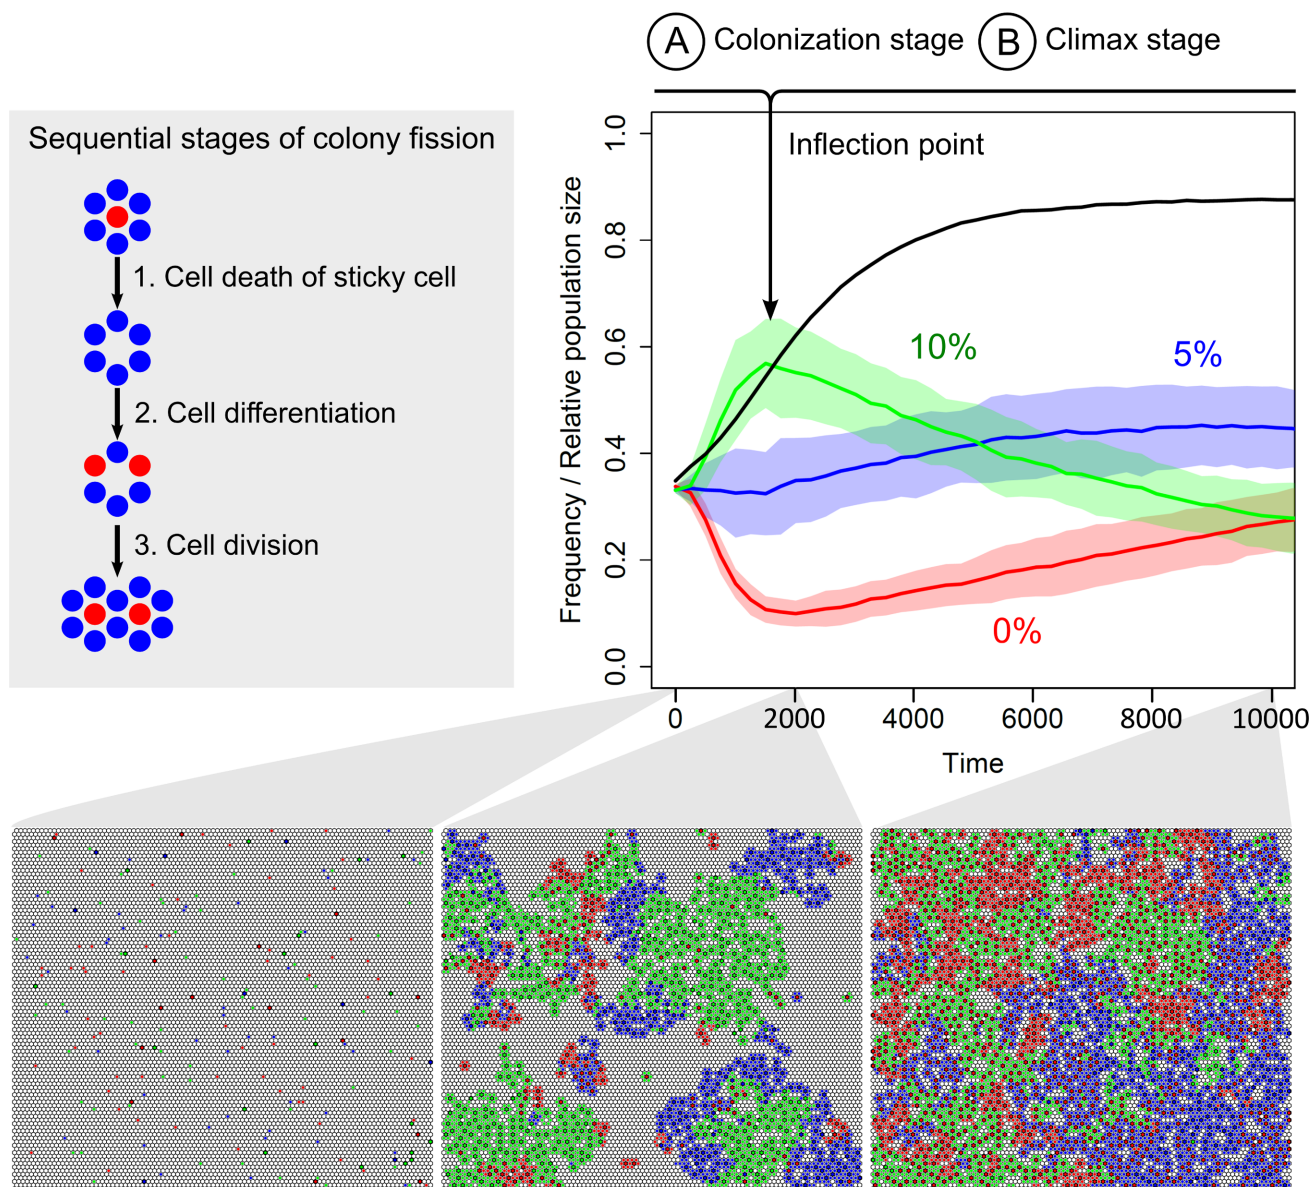 A Colonization stage B Climax stage
Sequential stages of colony fission
1. Cell death of sticky cell
2. Cell differentiation
3. Cell division
Inflection point
Frequency / Relative population size
1.0
0.8
0.6
0.4
0.2
0.0
10%
5%
0%
0 2000 4000 6000 8000 10000
Time